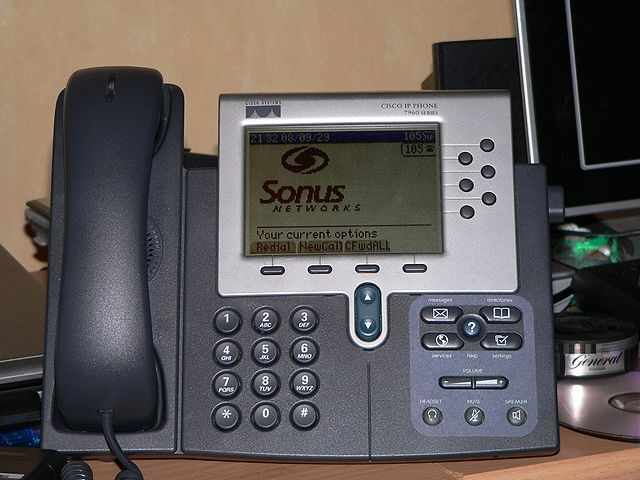 CISCO SYSTEMS
CISCO IP PHONE
7960 SERIES
21:32 08/09/29
105
Sonus
NETWORKS
Your current options
Redial NewCall CFwdALL
messages directories
?
services help settings
VOLUME
- +
HEADSET MUTE SPEAKER
1 2 ABC 3 DEF
4 GHI 5 JKL 6 MNO
7 PQRS 8 TUV 9 WXYZ
* 0 #
General